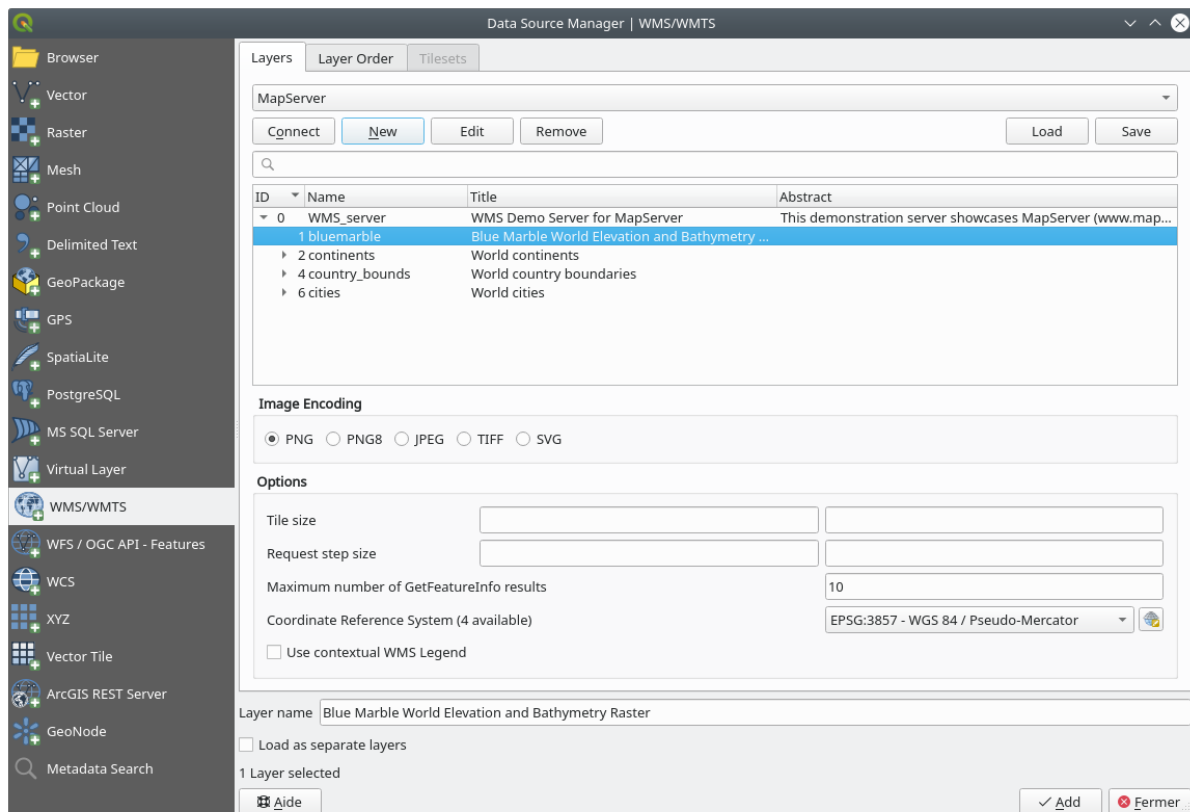 Data Source Manager | WMS/WMTS
Browser
Vector
Raster
Mesh
Point Cloud
Delimited Text
GeoPackage
GPS
SpatiaLite
PostgreSQL
MS SQL Server
Virtual Layer
WMS/WMTS
WFS / OGC API - Features
WCS
XYZ
Vector Tile
ArcGIS REST Server
GeoNode
Metadata Search
Layers Layer Order Tilesets
MapServer
Connect New Edit Remove Load Save
ID Name Title Abstract
0 WMS_server WMS Demo Server for MapServer This demonstration server showcases MapServer (www.map...
1 bluemarble Blue Marble World Elevation and Bathymetry ...
2 continents World continents
4 country_bounds World country boundaries
6 cities World cities
Image Encoding
PNG PNG8 JPEG TIFF SVG
Options
Tile size
Request step size
Maximum number of GetFeatureInfo results 10
Coordinate Reference System (4 available) EPSG:3857 - WGS 84 / Pseudo-Mercator
Use contextual WMS Legend
Layer name Blue Marble World Elevation and Bathymetry Raster
Load as separate layers
1 Layer selected
Aide Add Fermer